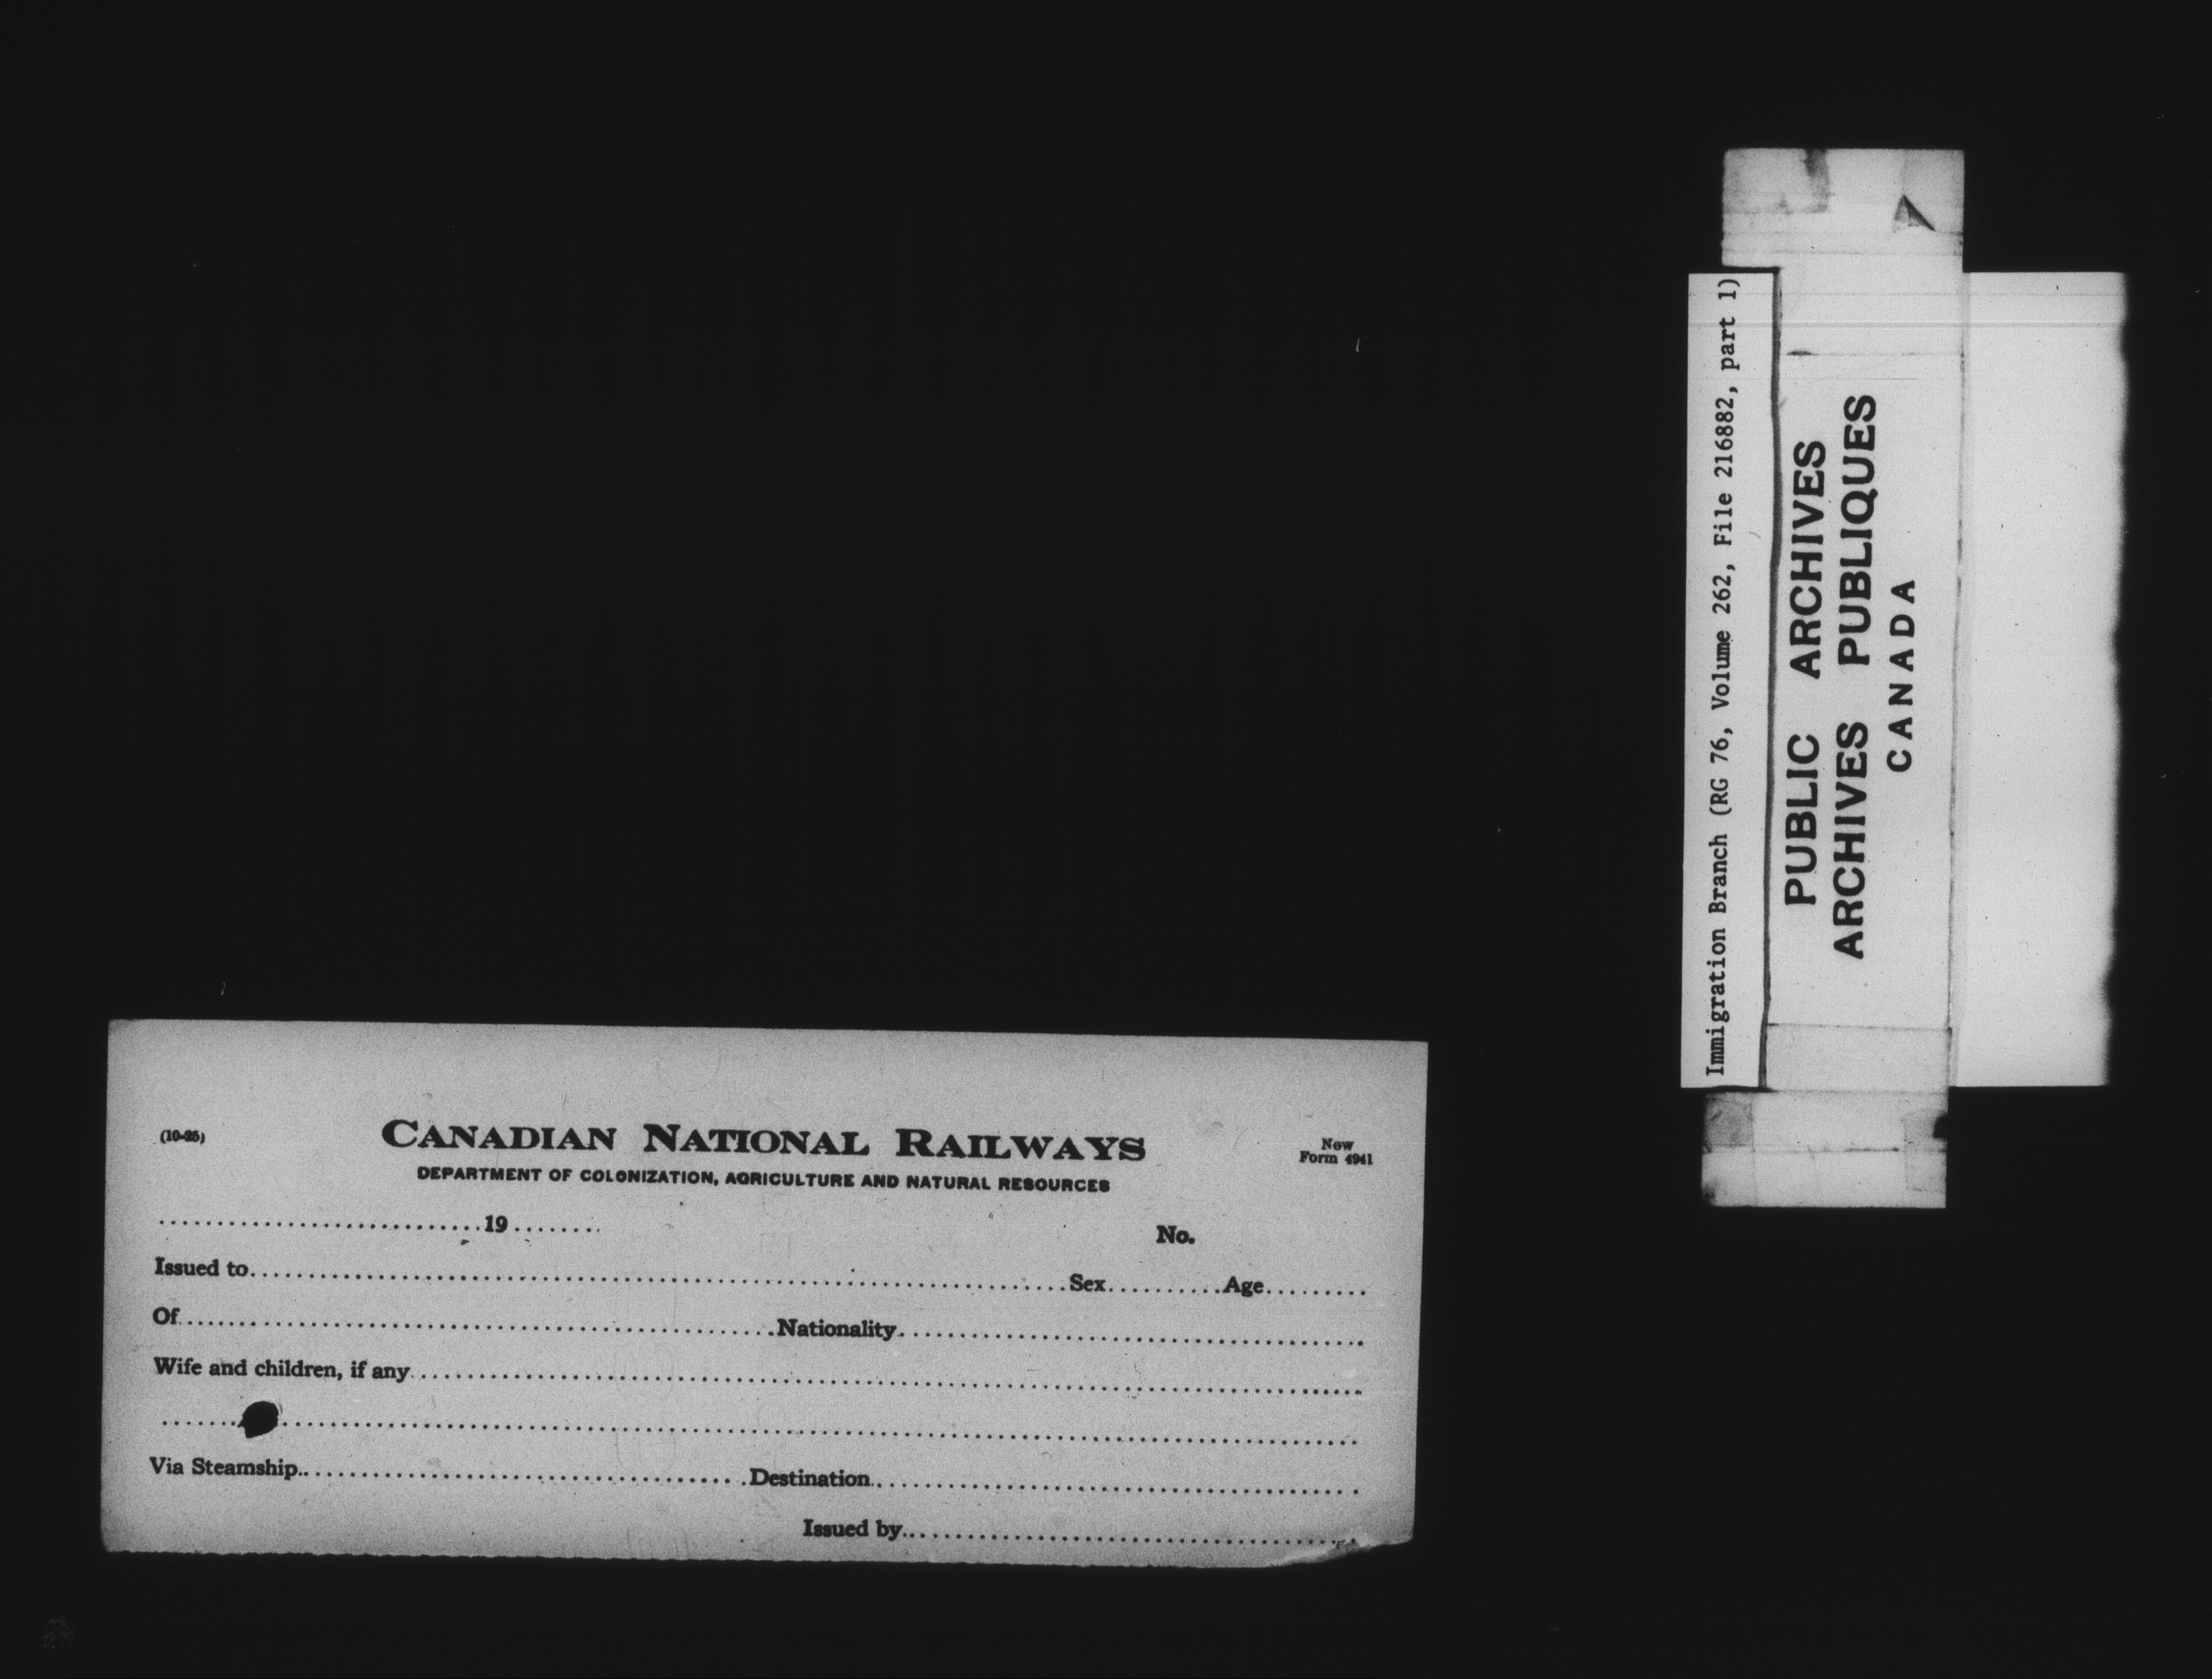 (10-25)
CANADIAN NATIONAL RAILWAYS
New
Form 4941
DEPARTMENT OF COLONIZATION, AGRICULTURE AND NATURAL RESOURCES
............................19........
No.
Issued to......................................................................Sex..........Age.........
Of....................................................Nationality........................................
Wife and children, if any.................................................................................
........................................................................................................
Via Steamship......................................Destination..........................................
Issued by.......................................
Immigration Branch (RG 76, Volume 262, File 216882, part 1)
PUBLIC ARCHIVES
ARCHIVES PUBLIQUES
CANADA